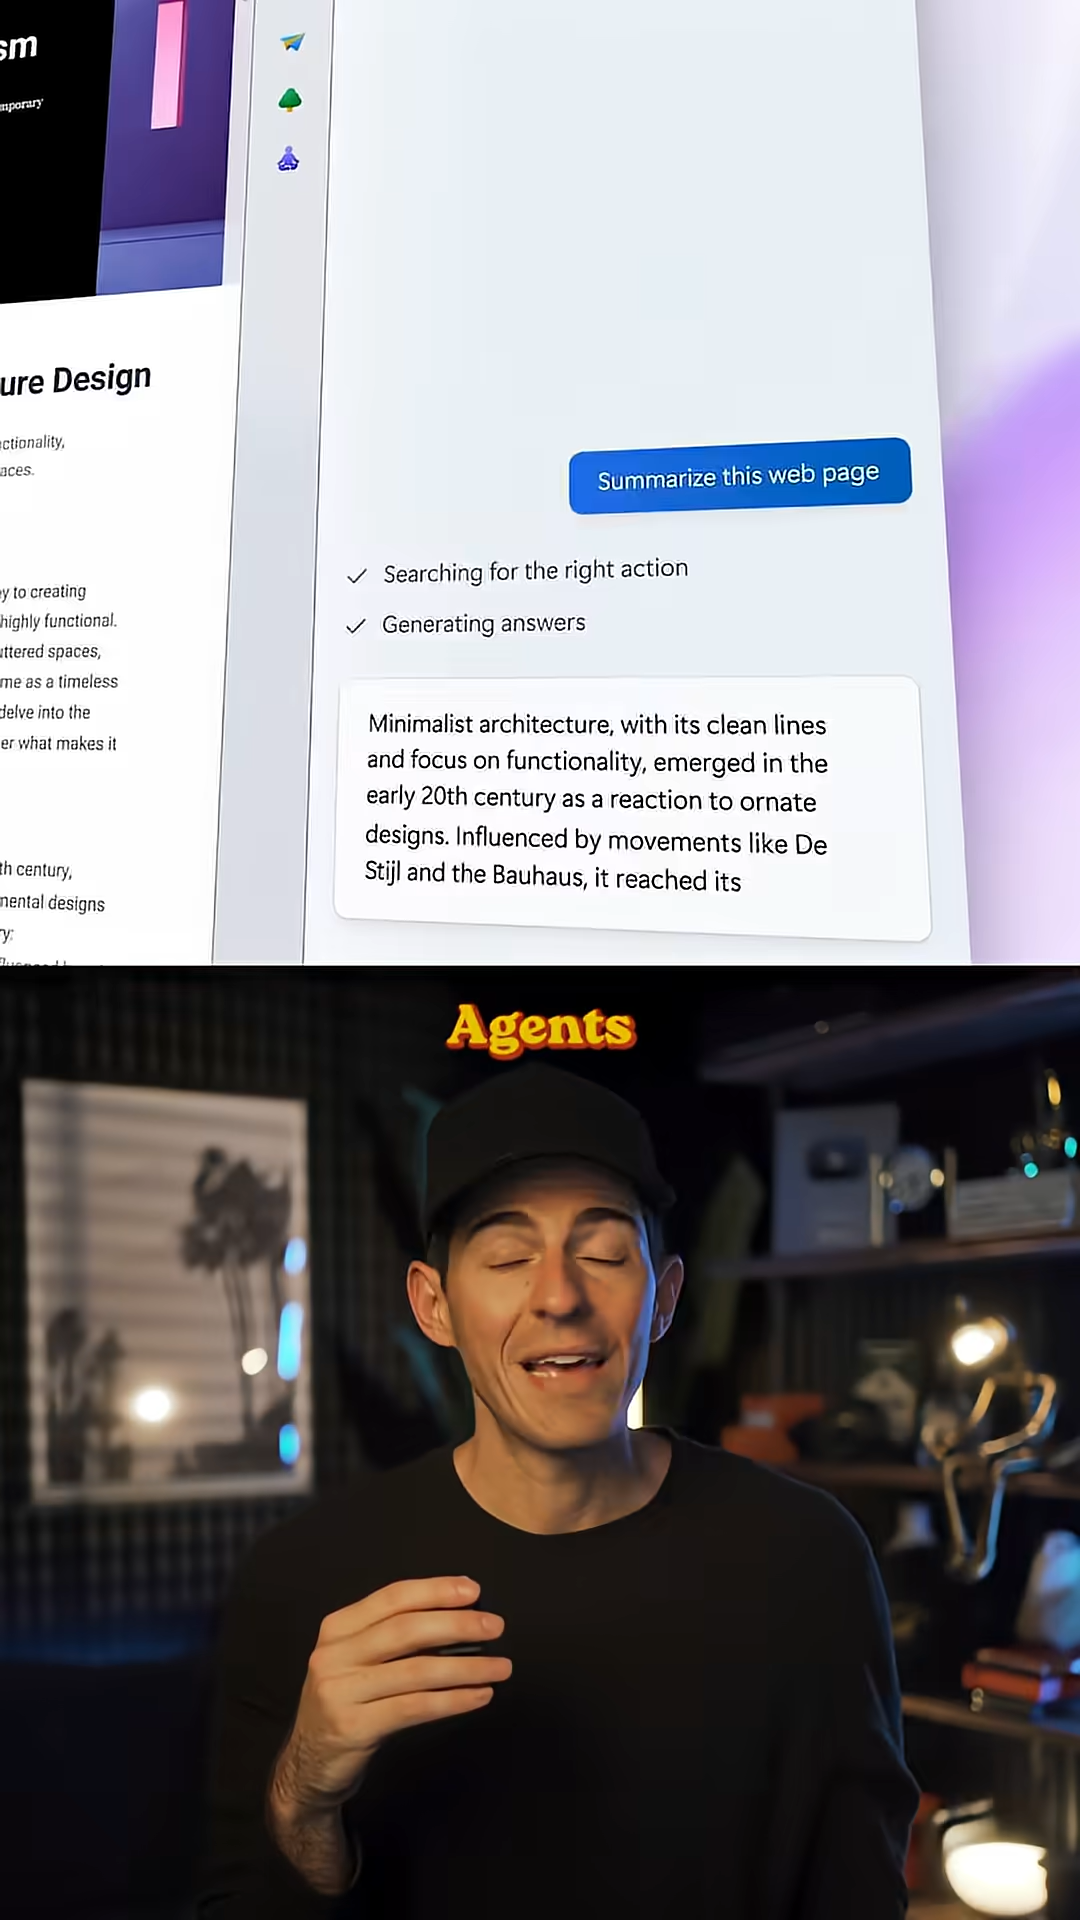 sm
mporary
ure Design
ctionality,
aces.
y to creating
highly functional.
uttered spaces,
me as a timeless
delve into the
er what makes it
th century,
mental designs
ry:
Summarize this web page
Searching for the right action
Generating answers
Minimalist architecture, with its clean lines
and focus on functionality, emerged in the
early 20th century as a reaction to ornate
designs. Influenced by movements like De
Stijl and the Bauhaus, it reached its
Agents